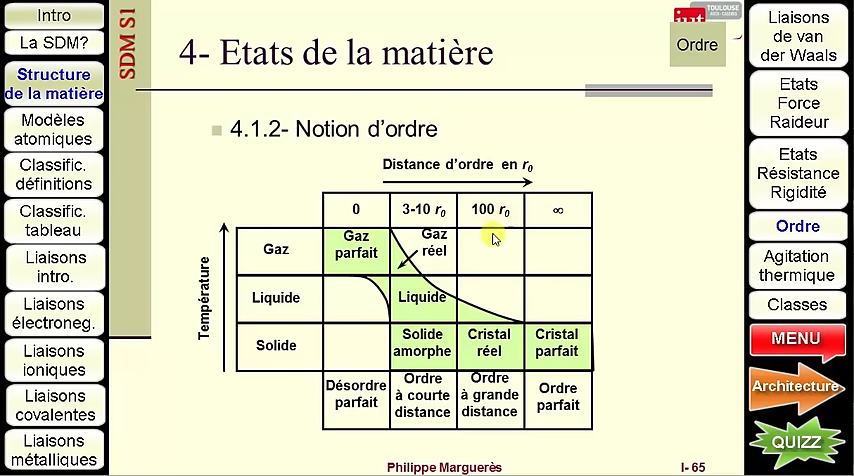 Intro
La SDM?
Structure
de la matière
Modèles
atomiques
Classific.
définitions
Classific.
tableau
Liaisons
intro.
Liaisons
électroneg.
Liaisons
ioniques
Liaisons
covalentes
Liaisons
métalliques
SDM S1
4- Etats de la matière
iut
TOULOUSE
Ordre
4.1.2- Notion d'ordre
Distance d'ordre en r0
0
3-10 r0
100 r0
∞
Température
Gaz
Gaz
parfait
Gaz
réel
Liquide
Liquide
Solide
Solide
amorphe
Cristal
réel
Cristal
parfait
Désordre
parfait
Ordre
à courte
distance
Ordre
à grande
distance
Ordre
parfait
Philippe Marguerès
I- 65
Liaisons
de van
der Waals
Etats
Force
Raideur
Etats
Résistance
Rigidité
Ordre
Agitation
thermique
Classes
MENU
Architecture
QUIZZ